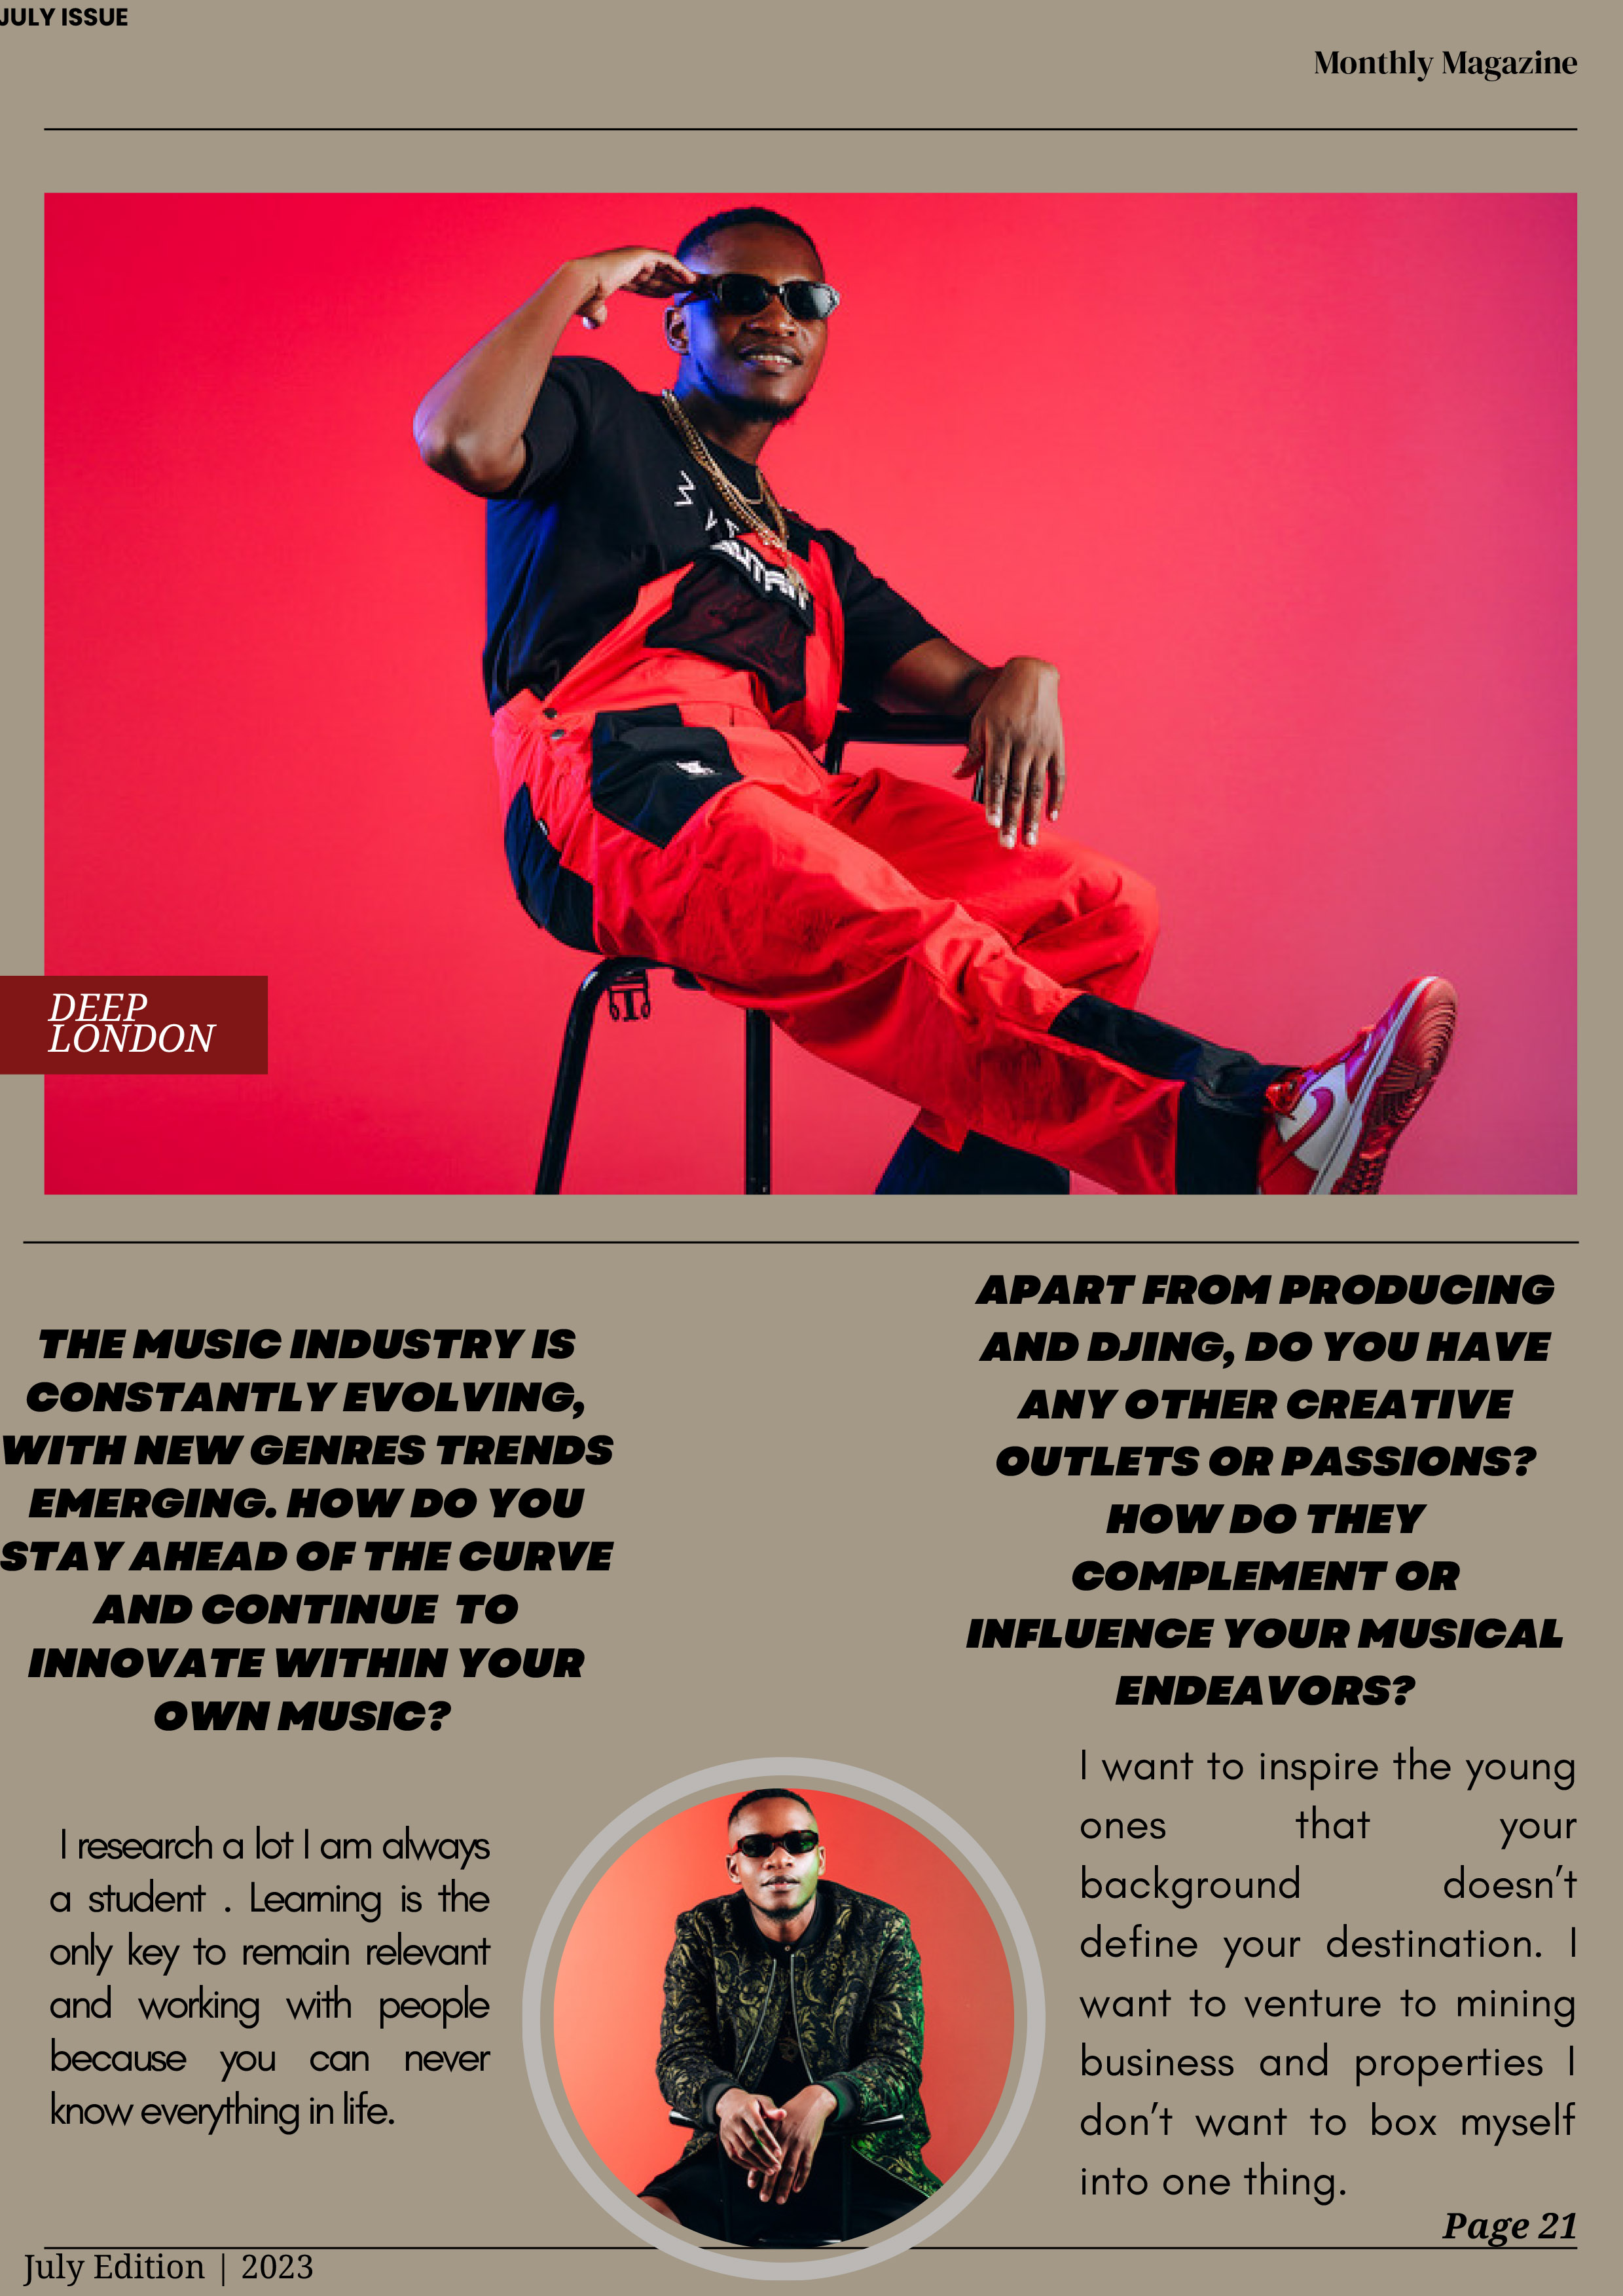 JULY ISSUE
Monthly Magazine
DEEP
LONDON
THE MUSIC INDUSTRY IS
CONSTANTLY EVOLVING,
WITH NEW GENRES TRENDS
EMERGING. HOW DO YOU
STAY AHEAD OF THE CURVE
AND CONTINUE  TO
INNOVATE WITHIN YOUR
OWN MUSIC?
I research a lot I am always
a student . Learning is the
only key to remain relevant
and working with people
because you can never
know everything in life.
APART FROM PRODUCING
AND DJING, DO YOU HAVE
ANY OTHER CREATIVE
OUTLETS OR PASSIONS?
HOW DO THEY
COMPLEMENT OR
INFLUENCE YOUR MUSICAL
ENDEAVORS?
I want to inspire the young
ones that your
background doesn’t
define your destination. I
want to venture to mining
business and properties I
don’t want to box myself
into one thing.
Page 21
July Edition | 2023